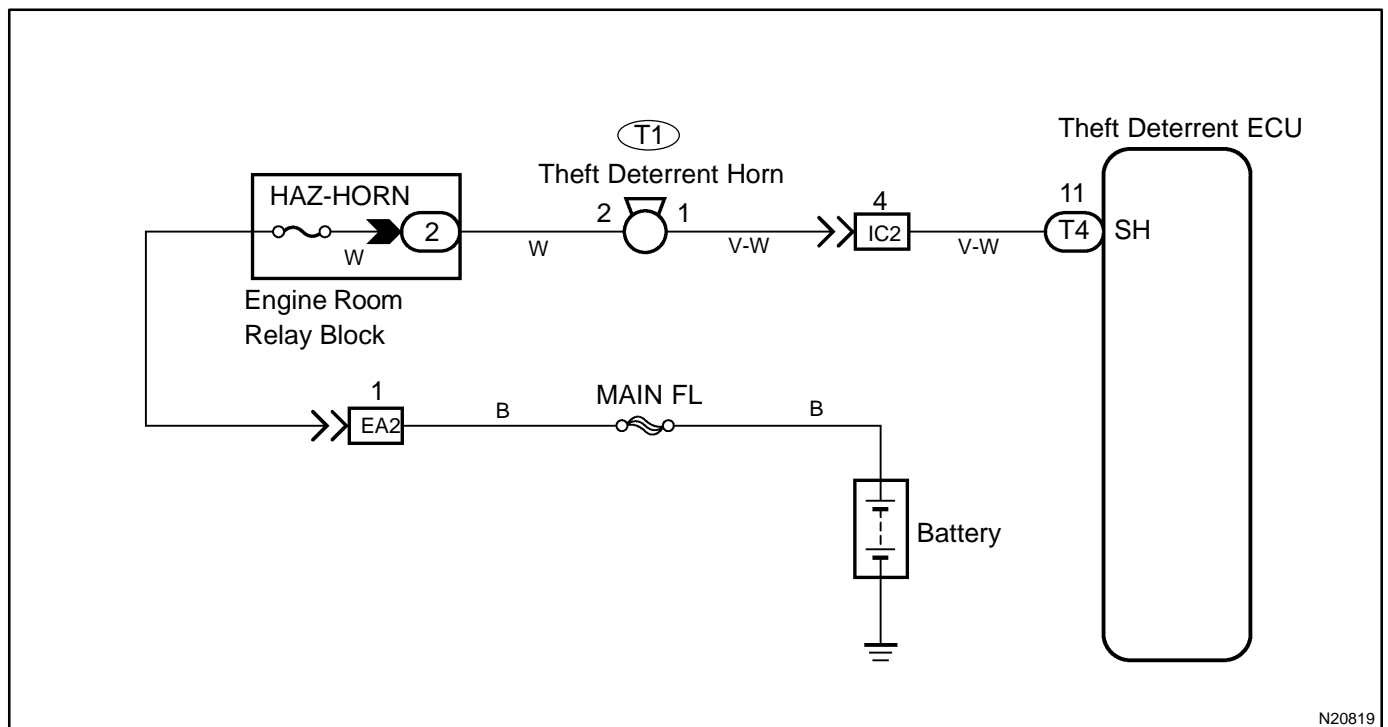 T1
Theft Deterrent ECU
Theft Deterrent Horn
HAZ-HORN
2 1
4
11
2
IC2
T4
SH
W
W
V-W
V-W
Engine Room
Relay Block
1
MAIN FL
EA2
B
B
Battery
N20819